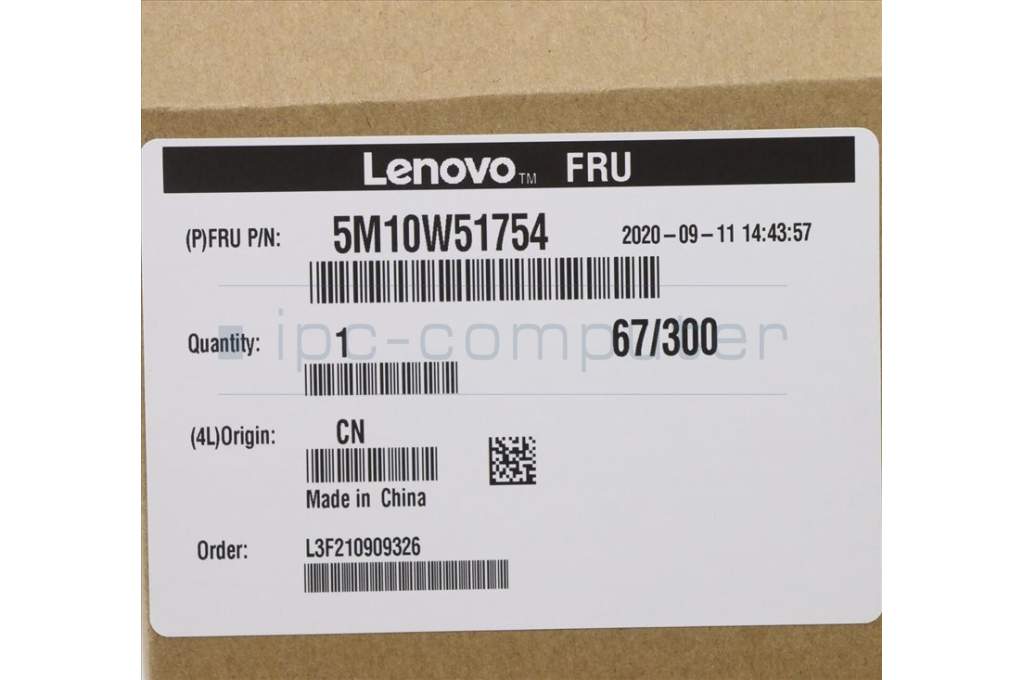 Lenovo™ FRU
(P)FRU P/N: 5M10W51754 2020-09-11 14:43:57
ipc-computer
Quantity: 1 67/300
(4L)Origin: CN
Made in China
Order: L3F210909326